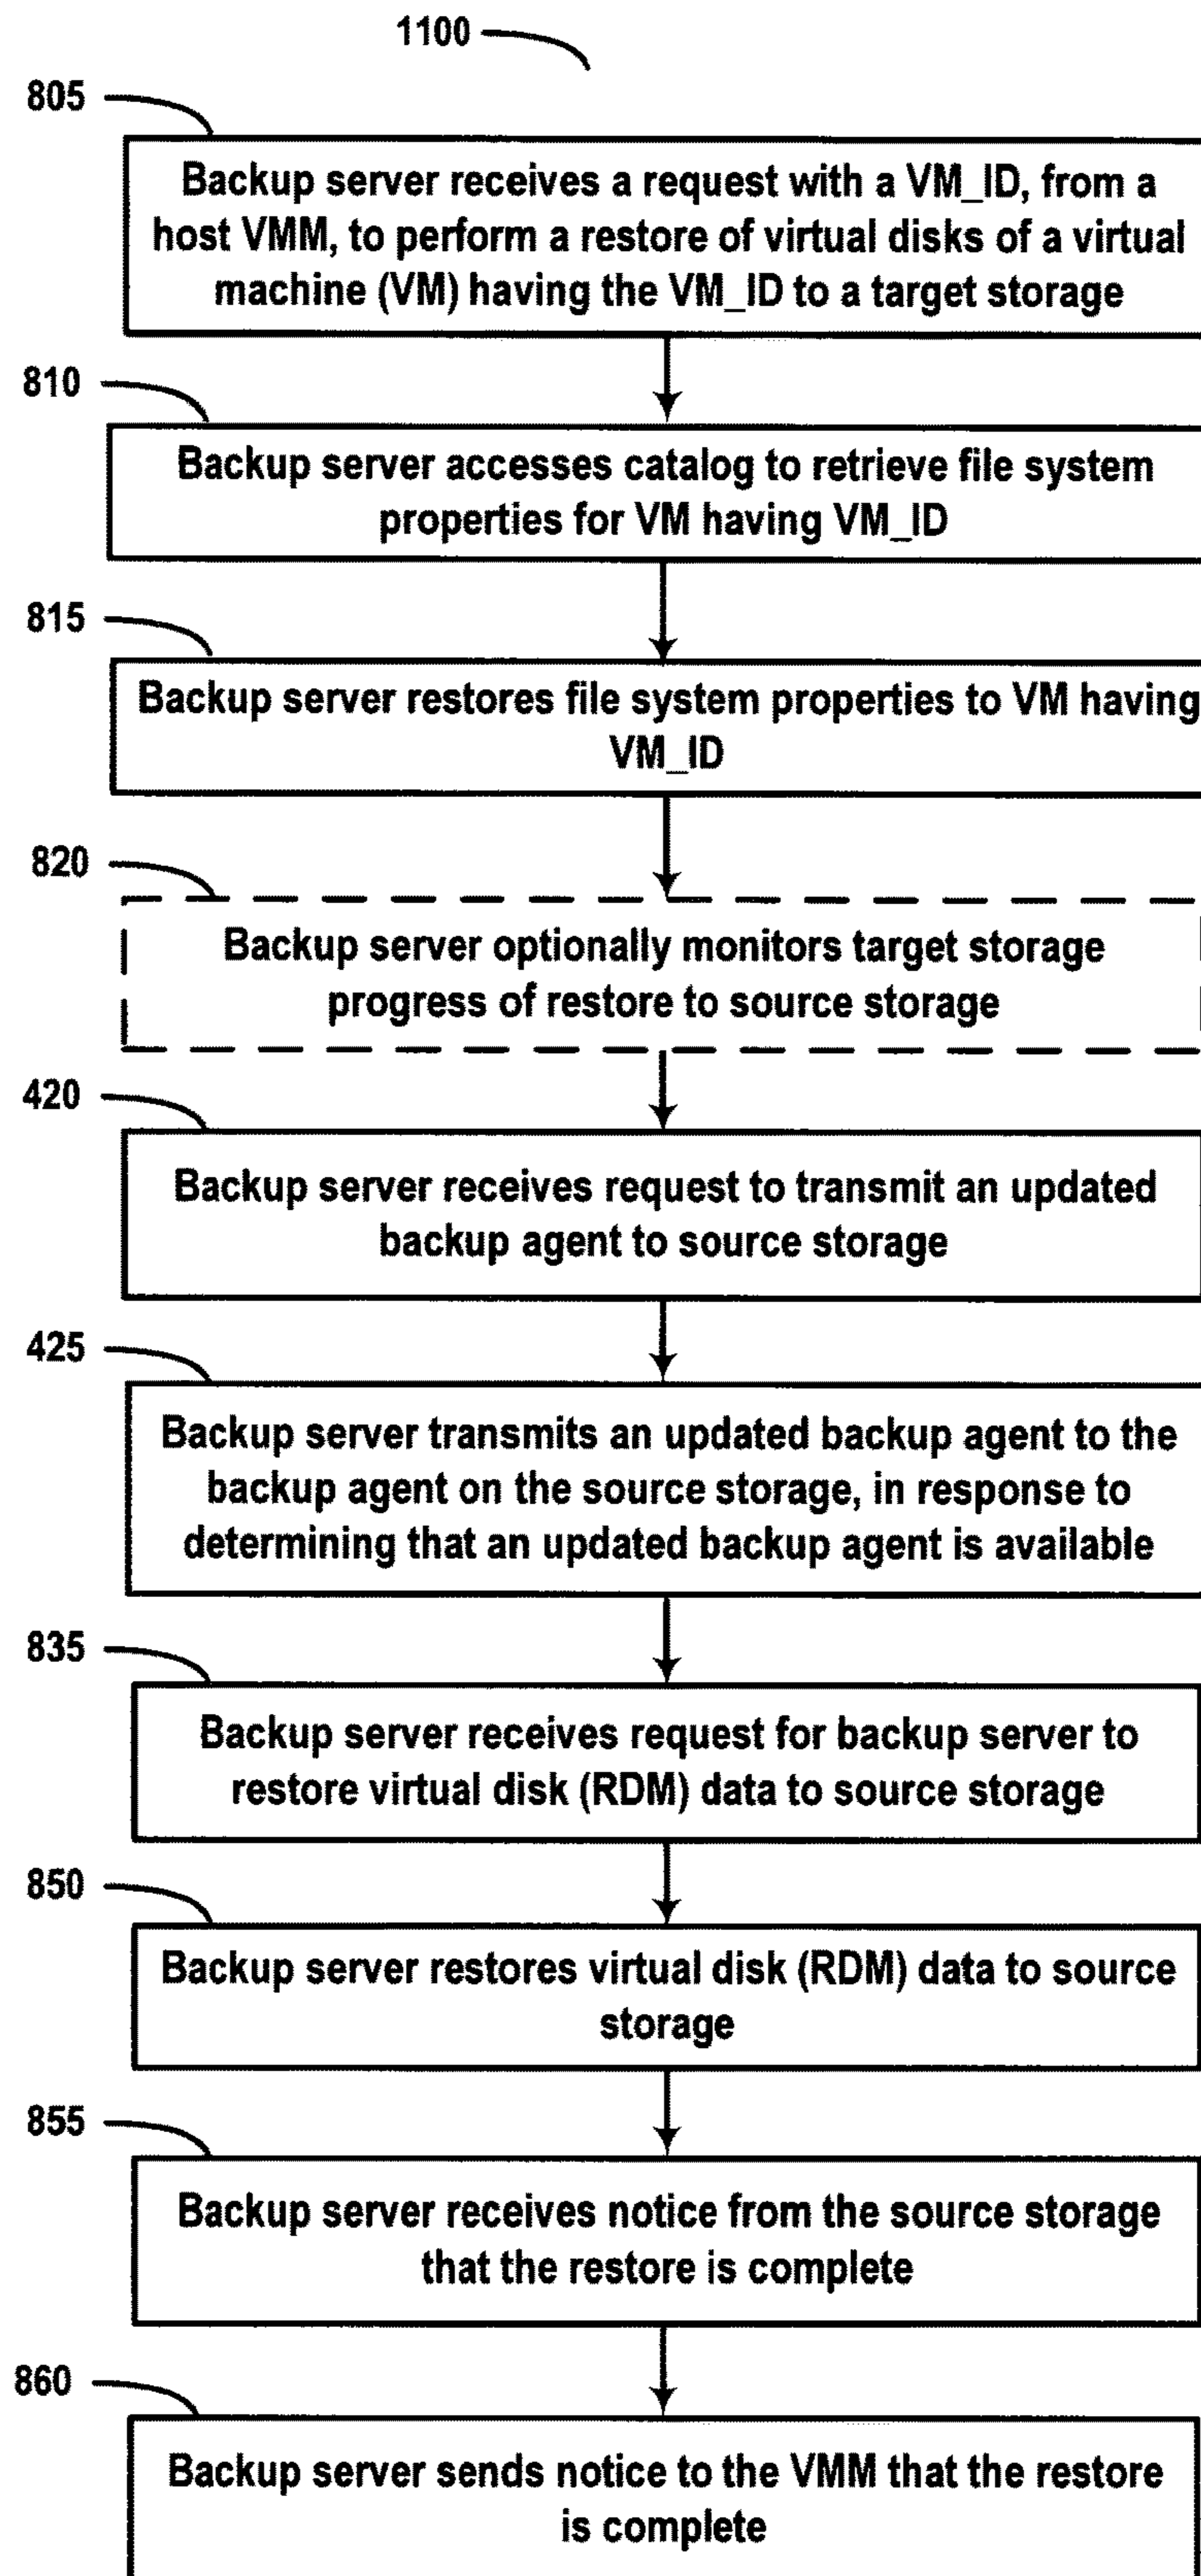 1100
805
Backup server receives a request with a VM_ID, from a
host VMM, to perform a restore of virtual disks of a virtual
machine (VM) having the VM_ID to a target storage
810
Backup server accesses catalog to retrieve file system
properties for VM having VM_ID
815
Backup server restores file system properties to VM having
VM_ID
820
Backup server optionally monitors target storage
progress of restore to source storage
420
Backup server receives request to transmit an updated
backup agent to source storage
425
Backup server transmits an updated backup agent to the
backup agent on the source storage, in response to
determining that an updated backup agent is available
835
Backup server receives request for backup server to
restore virtual disk (RDM) data to source storage
850
Backup server restores virtual disk (RDM) data to source
storage
855
Backup server receives notice from the source storage
that the restore is complete
860
Backup server sends notice to the VMM that the restore
is complete